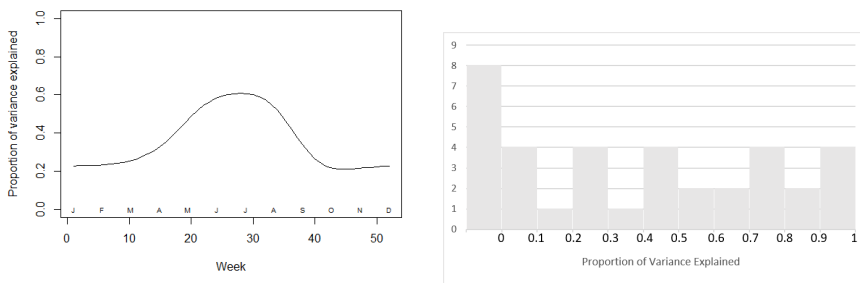 Proportion of variance explained
1.0
0.8
0.6
0.4
0.2
0.0
J F M A M J J A S O N D
0 10 20 30 40 50
Week
9
8
7
6
5
4
3
2
1
0
0 0.1 0.2 0.3 0.4 0.5 0.6 0.7 0.8 0.9 1
Proportion of Variance Explained